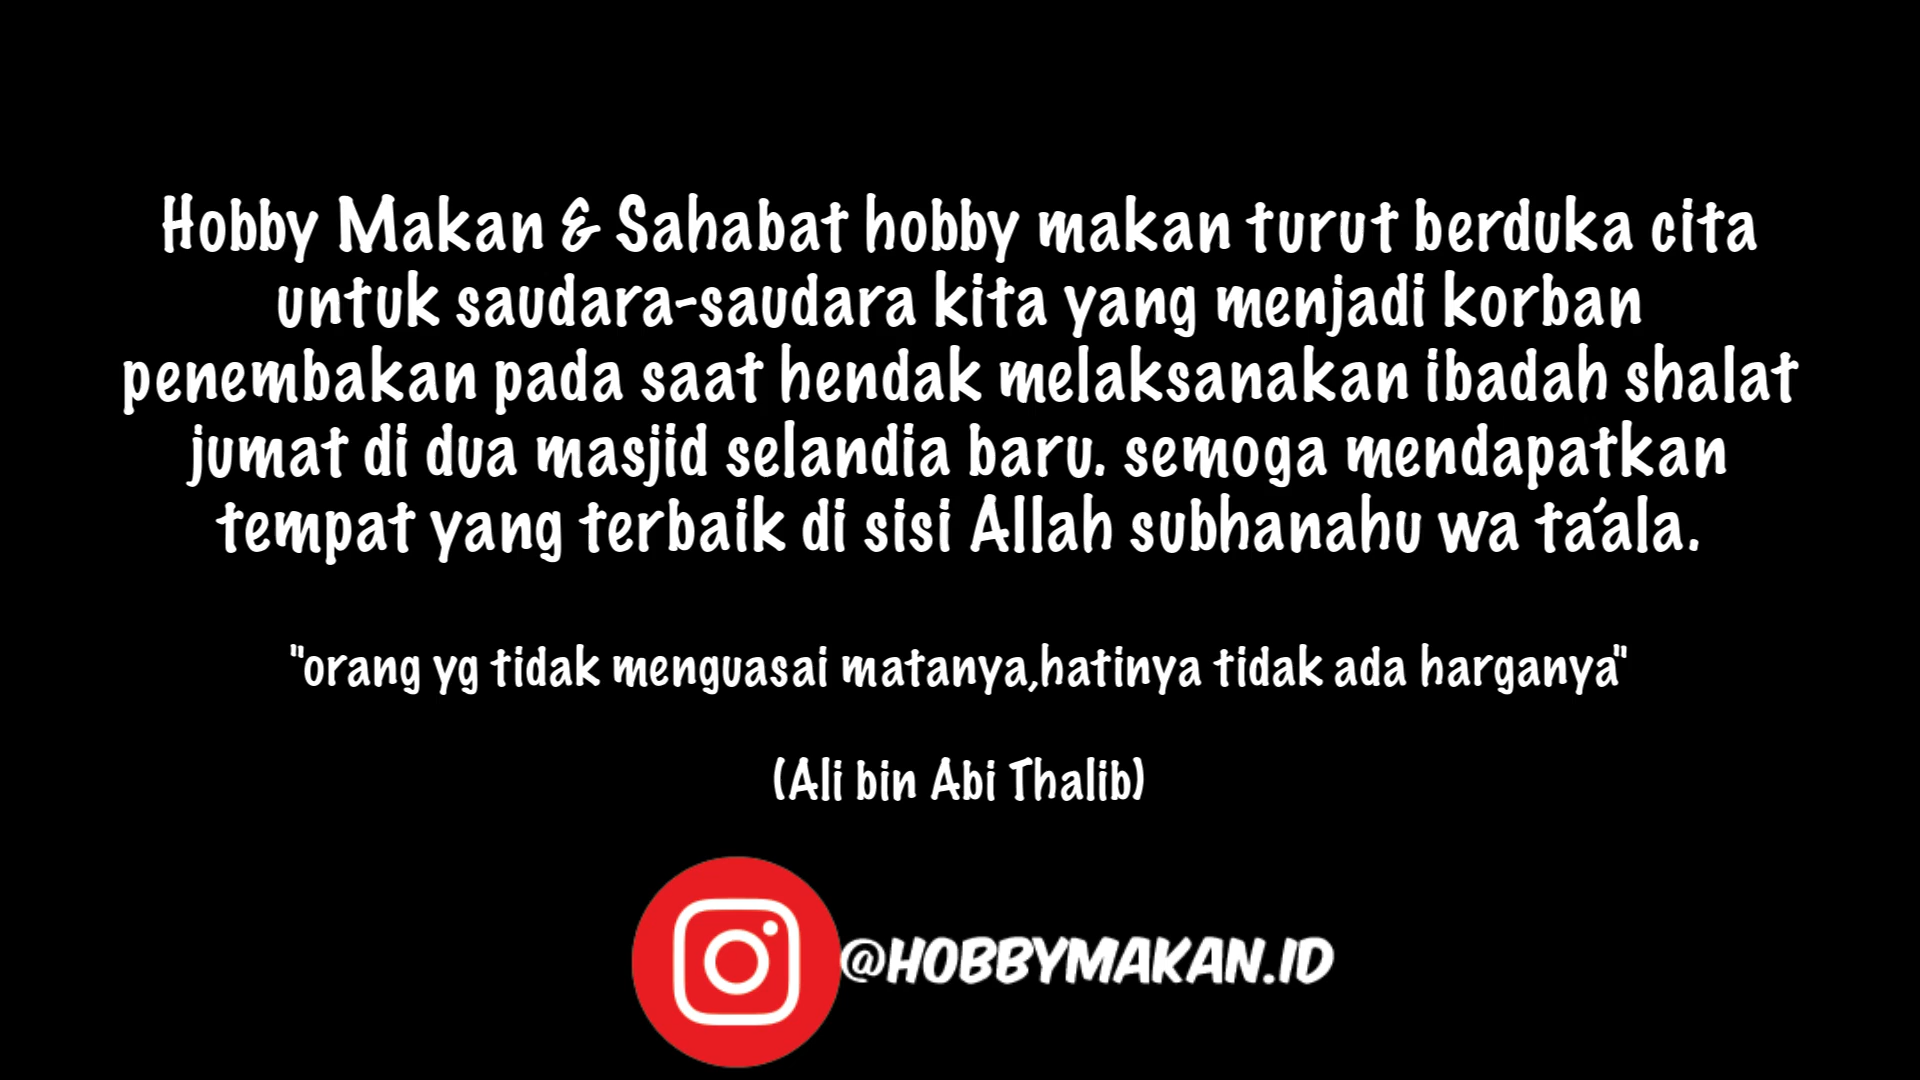 Hobby Makan & Sahabat hobby makan turut berduka cita
untuk saudara-saudara kita yang menjadi korban
penembakan pada saat hendak melaksanakan ibadah shalat
jumat di dua masjid selandia baru. semoga mendapatkan
tempat yang terbaik di sisi Allah subhanahu wa ta'ala.
"orang yg tidak menguasai matanya,hatinya tidak ada harganya"
(Ali bin Abi Thalib)
@HOBBYMAKAN.ID